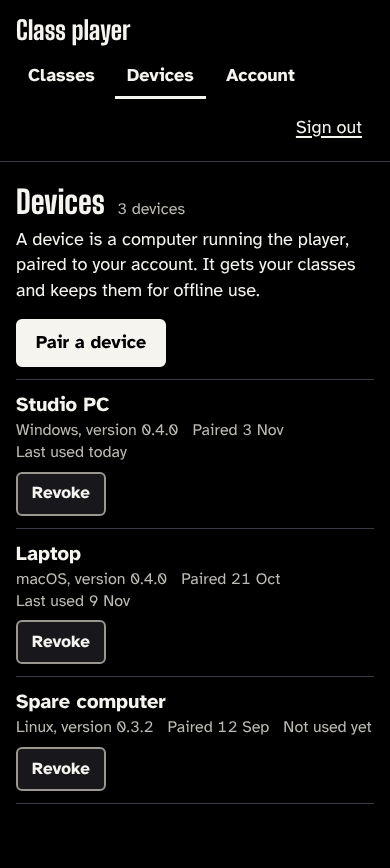 Class player
Classes Devices Account
Sign out
Devices 3 devices
A device is a computer running the player,
paired to your account. It gets your classes
and keeps them for offline use.
Pair a device
Studio PC
Windows, version 0.4.0 Paired 3 Nov
Last used today
Revoke
Laptop
macOS, version 0.4.0 Paired 21 Oct
Last used 9 Nov
Revoke
Spare computer
Linux, version 0.3.2 Paired 12 Sep Not used yet
Revoke